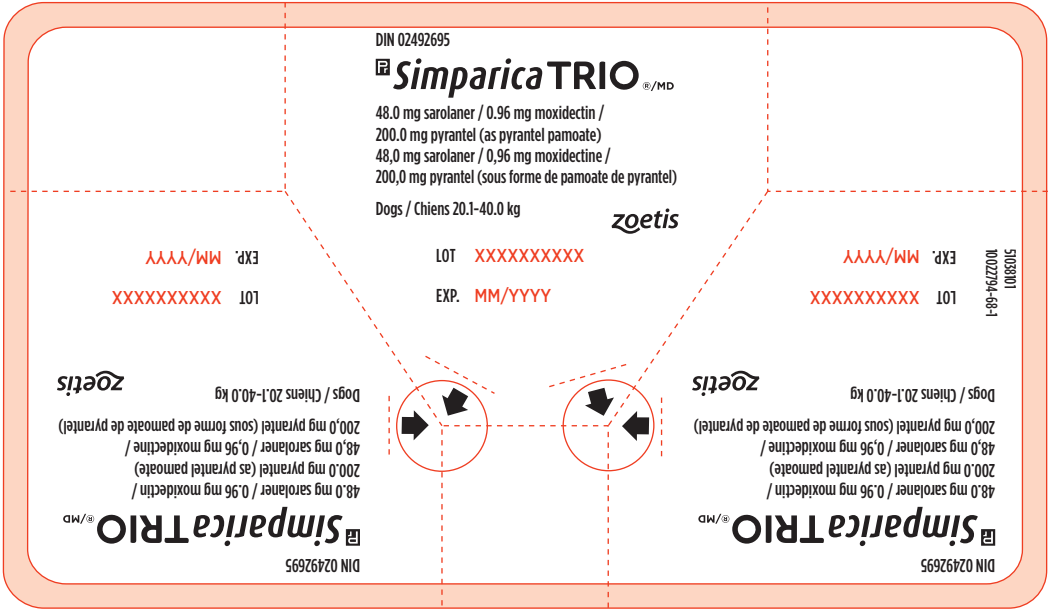 DIN 02492695
Pr Simparica TRIO ®/MD
48.0 mg sarolaner / 0.96 mg moxidectin /
200.0 mg pyrantel (as pyrantel pamoate)
48,0 mg sarolaner / 0,96 mg moxidectine /
200,0 mg pyrantel (sous forme de pamoate de pyrantel)
Dogs / Chiens 20.1-40.0 kg
zoetis
LOT XXXXXXXXXX
EXP. MM/YYYY
DIN 02492695
Pr Simparica TRIO ®/MD
48.0 mg sarolaner / 0.96 mg moxidectin /
200.0 mg pyrantel (as pyrantel pamoate)
48,0 mg sarolaner / 0,96 mg moxidectine /
200,0 mg pyrantel (sous forme de pamoate de pyrantel)
Dogs / Chiens 20.1-40.0 kg
zoetis
LOT XXXXXXXXXX
EXP. MM/YYYY
DIN 02492695
Pr Simparica TRIO ®/MD
48.0 mg sarolaner / 0.96 mg moxidectin /
200.0 mg pyrantel (as pyrantel pamoate)
48,0 mg sarolaner / 0,96 mg moxidectine /
200,0 mg pyrantel (sous forme de pamoate de pyrantel)
Dogs / Chiens 20.1-40.0 kg
zoetis
LOT XXXXXXXXXX
EXP. MM/YYYY
51038101
10022794-68-1